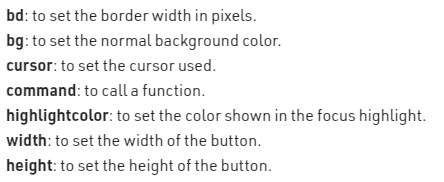 bd: to set the border width in pixels.
bg: to set the normal background color.
cursor: to set the cursor used.
command: to call a function.
highlightcolor: to set the color shown in the focus highlight.
width: to set the width of the button.
height: to set the height of the button.